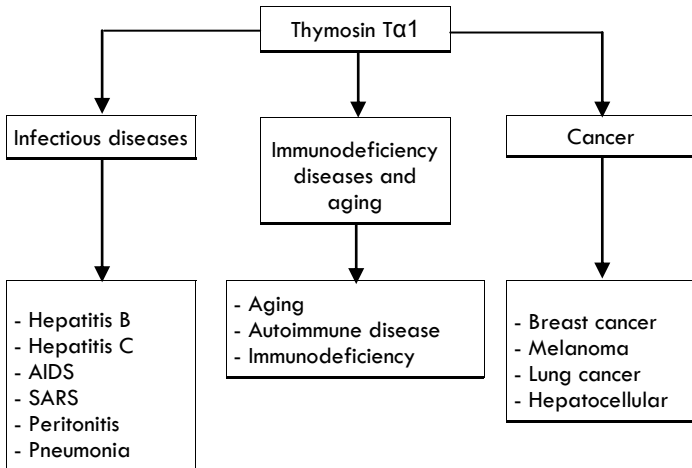 Thymosin Tα1
Infectious diseases
Immunodeficiency
diseases and
aging
Cancer
- Hepatitis B
- Hepatitis C
- AIDS
- SARS
- Peritonitis
- Pneumonia
- Aging
- Autoimmune disease
- Immunodeficiency
- Breast cancer
- Melanoma
- Lung cancer
- Hepatocellular